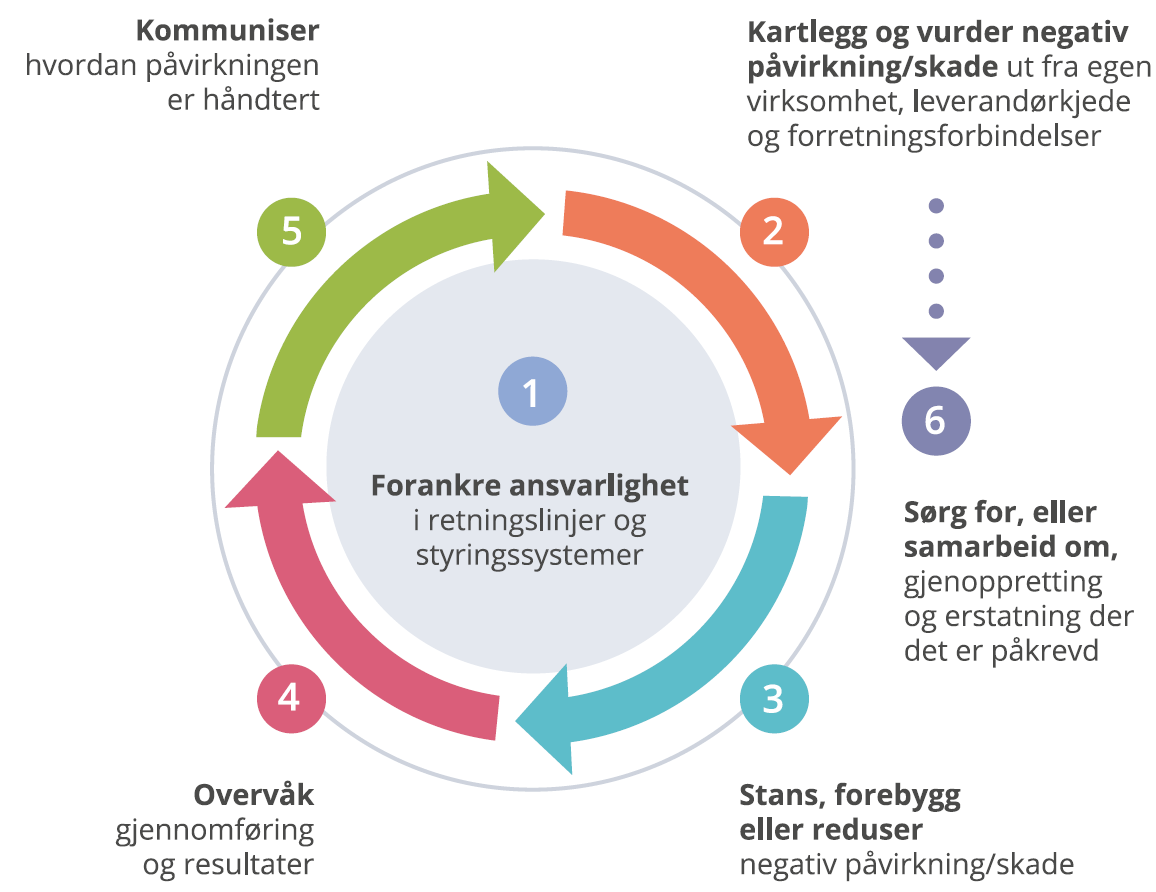 1
Forankre ansvarlighet
i retningslinjer og
styringssystemer
2
Kartlegg og vurder negativ
påvirkning/skade ut fra egen
virksomhet, leverandørkjede
og forretningsforbindelser
3
Stans, forebygg
eller reduser
negativ påvirkning/skade
4
Overvåk
gjennomføring
og resultater
5
Kommuniser
hvordan påvirkningen
er håndtert
6
Sørg for, eller
samarbeid om,
gjenoppretting
og erstatning der
det er påkrevd